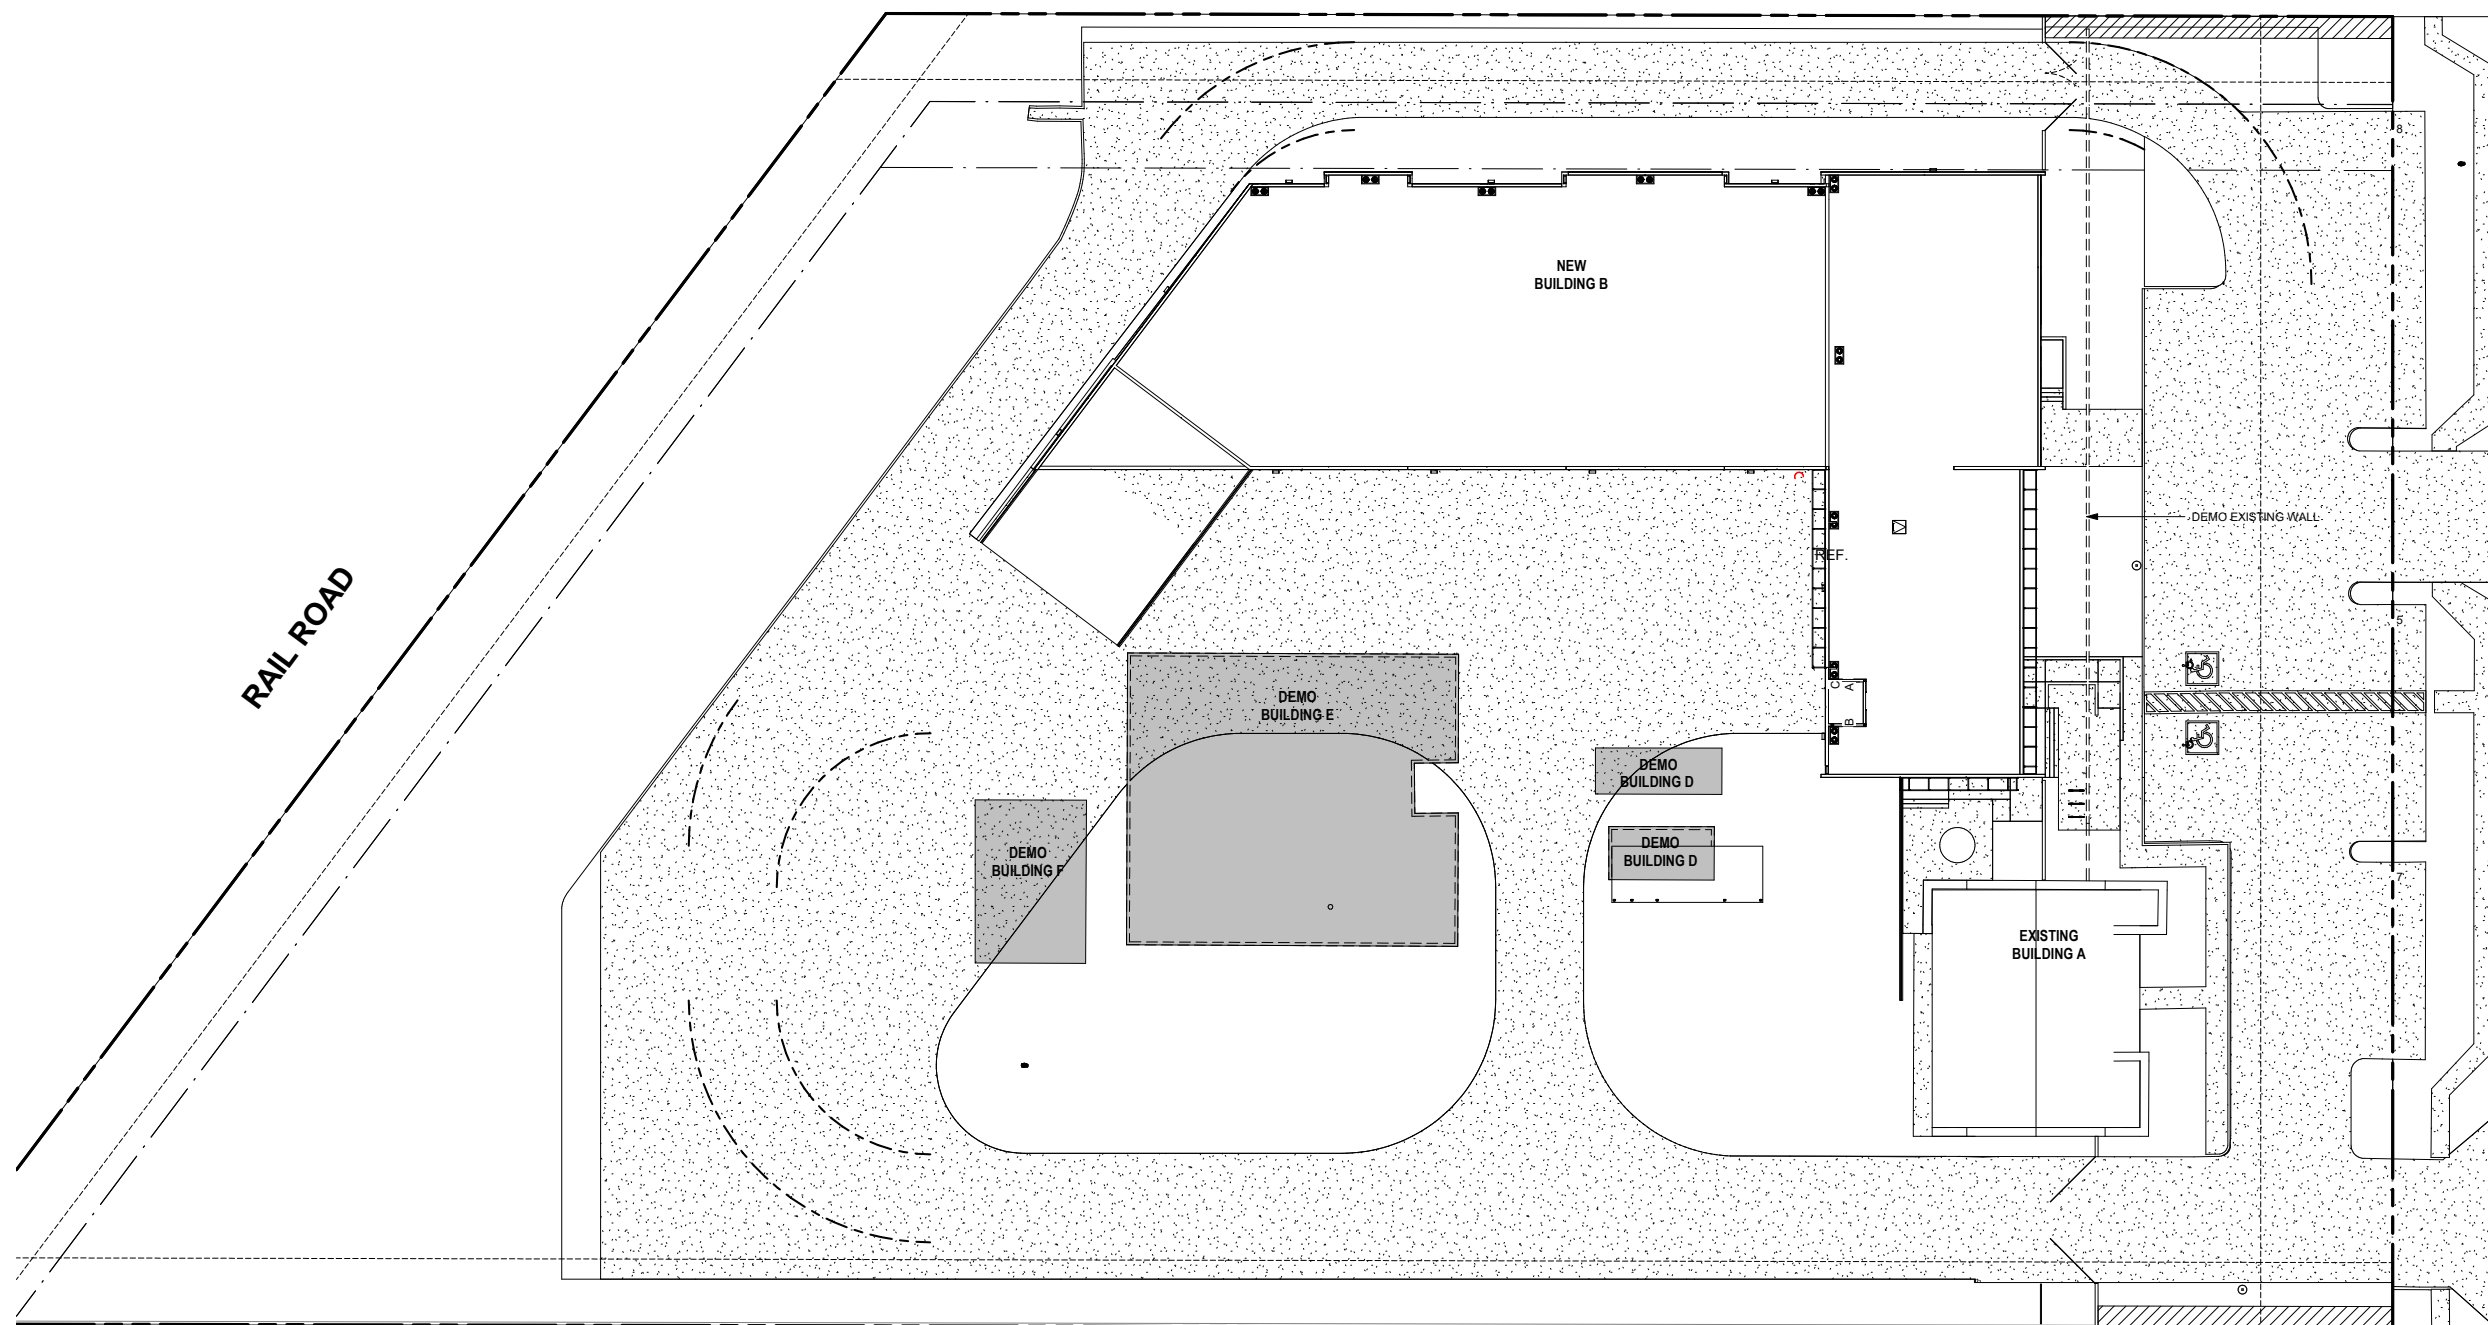 8
NEW
BUILDING B
DEMO EXISTING WALL
REF.
RAIL ROAD
5
C
A
B
DEMO
BUILDING E
DEMO
BUILDING D
DEMO
BUILDING D
DEMO
BUILDING F
7
EXISTING
BUILDING A